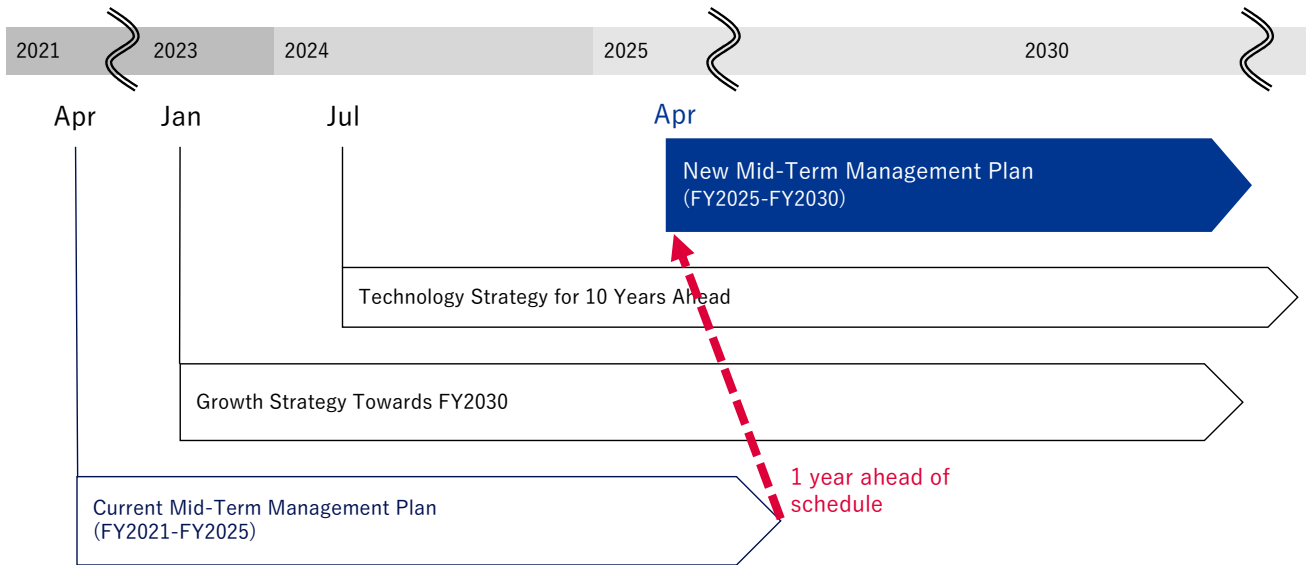 2021
2023
2024
2025
2030
Apr
Jan
Jul
Apr
New Mid-Term Management Plan
(FY2025-FY2030)
Technology Strategy for 10 Years Ahead
Growth Strategy Towards FY2030
1 year ahead of
schedule
Current Mid-Term Management Plan
(FY2021-FY2025)